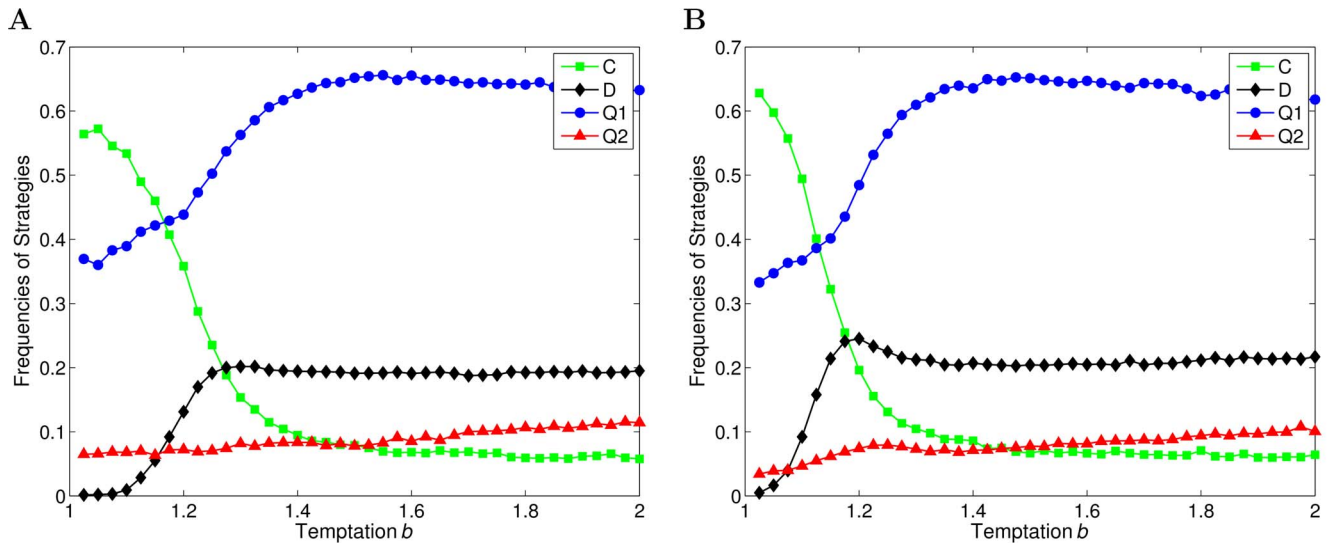 A
B
0.7
0.6
0.5
0.4
0.3
0.2
0.1
0
Frequencies of Strategies
1
1.2
1.4
1.6
1.8
2
Temptation b
C
D
Q1
Q2
0.7
0.6
0.5
0.4
0.3
0.2
0.1
0
Frequencies of Strategies
1
1.2
1.4
1.6
1.8
2
Temptation b
C
D
Q1
Q2